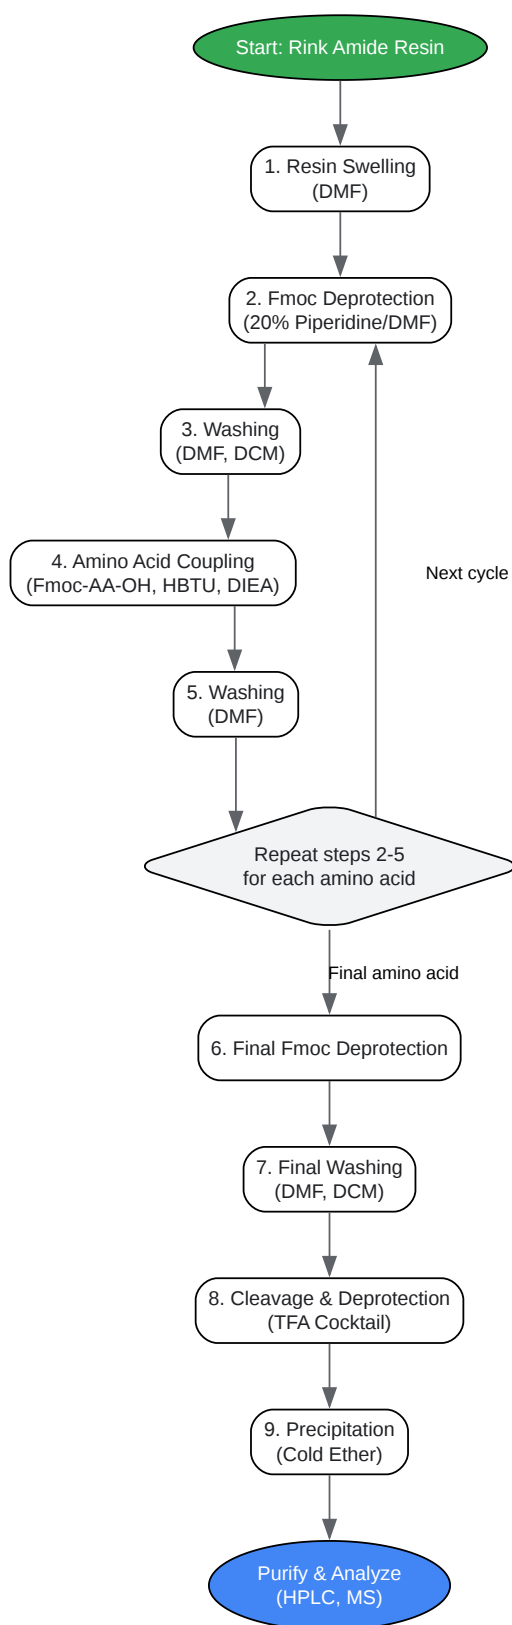 Start: Rink Amide Resin
1. Resin Swelling
(DMF)
2. Fmoc Deprotection
(20% Piperidine/DMF)
3. Washing
(DMF, DCM)
4. Amino Acid Coupling
(Fmoc-AA-OH, HBTU, DIEA)
Next cycle
5. Washing
(DMF)
Repeat steps 2-5
for each amino acid
Final amino acid
6. Final Fmoc Deprotection
7. Final Washing
(DMF, DCM)
8. Cleavage & Deprotection
(TFA Cocktail)
9. Precipitation
(Cold Ether)
Purify & Analyze
(HPLC, MS)